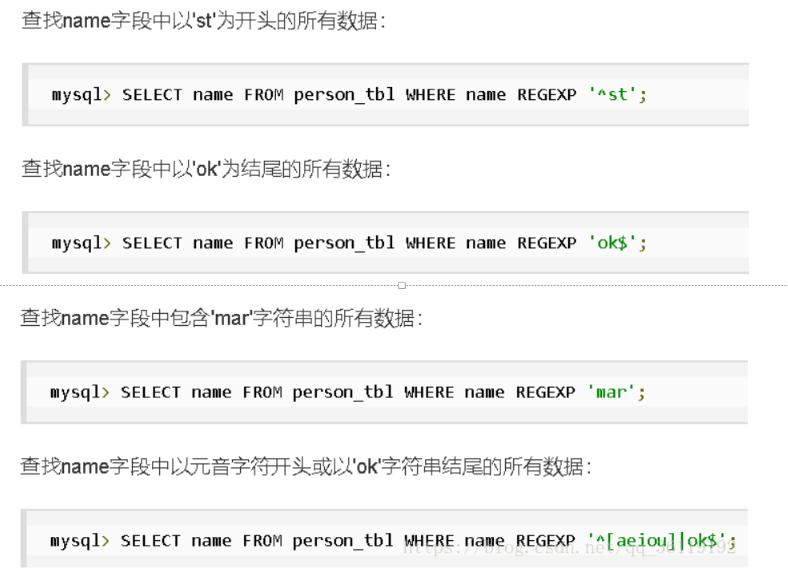 查找name字段中以'st'为开头的所有数据：
mysql> SELECT name FROM person_tbl WHERE name REGEXP '^st';
查找name字段中以'ok'为结尾的所有数据：
mysql> SELECT name FROM person_tbl WHERE name REGEXP 'ok$';
查找name字段中包含'mar'字符串的所有数据：
mysql> SELECT name FROM person_tbl WHERE name REGEXP 'mar';
查找name字段中以元音字符开头或以'ok'字符串结尾的所有数据：
mysql> SELECT name FROM person_tbl WHERE name REGEXP '^[aeiou]|ok$';